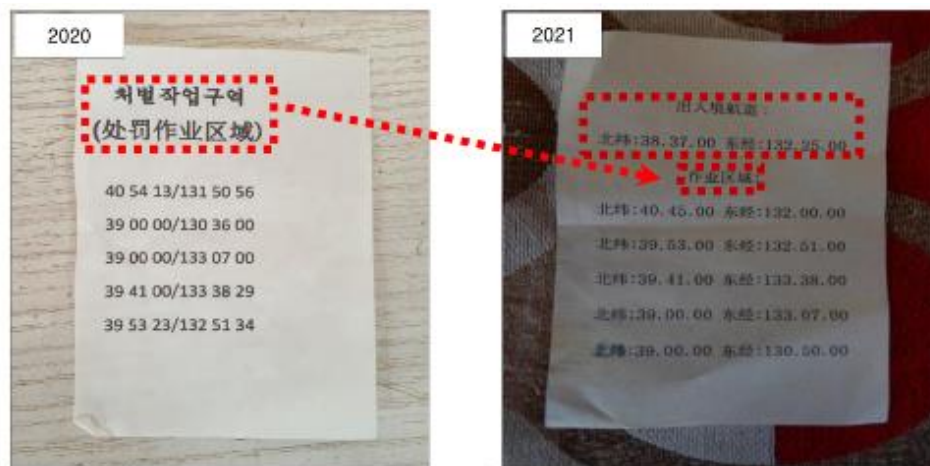 2020
처벌작업구역
(处罚作业区域)
40 54 13/131 50 56
39 00 00/130 36 00
39 00 00/133 07 00
39 41 00/133 38 29
39 53 23/132 51 34
2021
出入境航道:
北纬:38.37.00 东经:132.25.00
作业区域:
北纬:40.45.00 东经:132.00.00
北纬:39.53.00 东经:132.51.00
北纬:39.41.00 东经:133.38.00
北纬:39.00.00 东经:133.07.00
北纬:39.00.00 东经:130.50.00